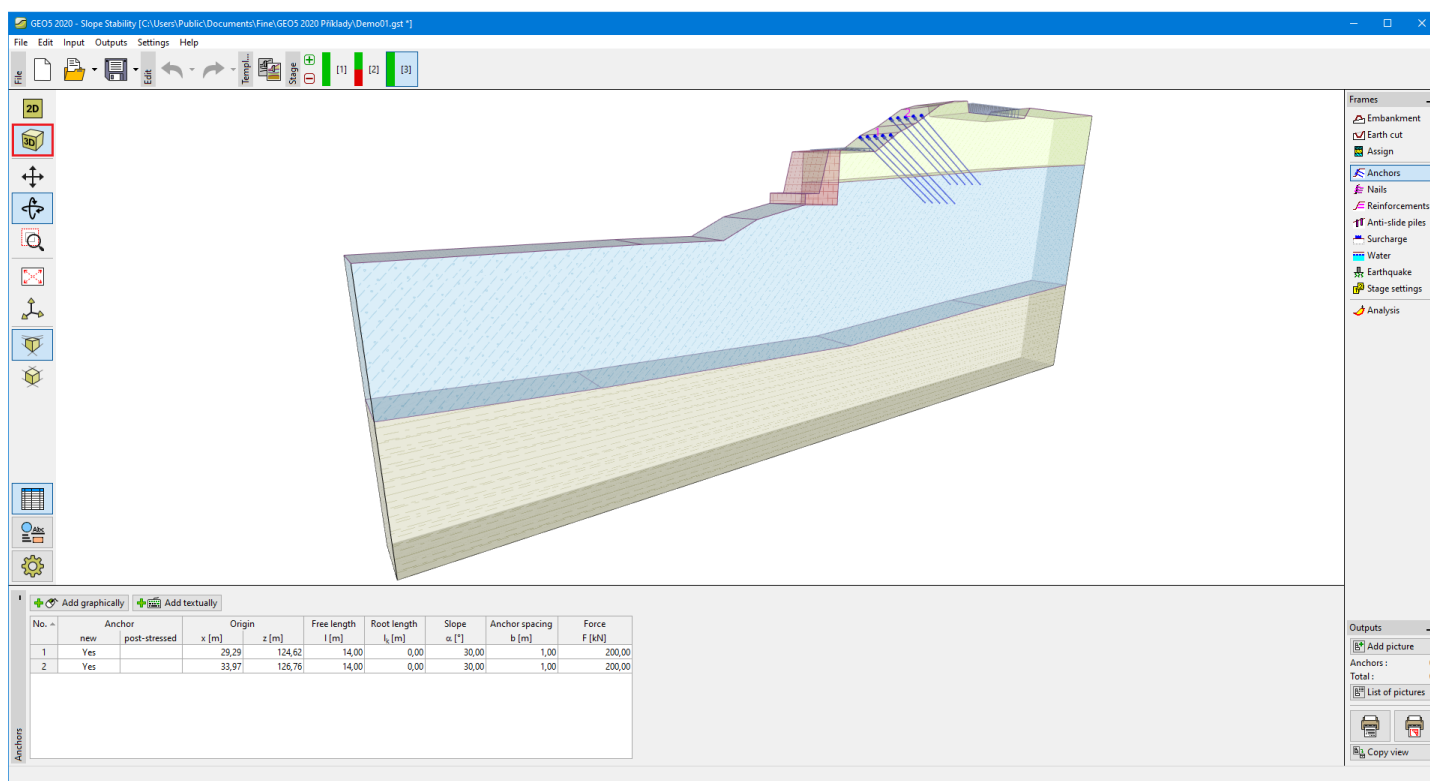 GEO5 2020 - Slope Stability [C:\Users\Public\Documents\Fine\GEO5 2020 Příklady\Demo01.gst *]
File Edit Input Outputs Settings Help
File
Edit
Templ...
Stage
[1] [2] [3]
2D
3D
Abc
Frames
Embankment
Earth cut
Assign
Anchors
Nails
Reinforcements
Anti-slide piles
Surcharge
Water
Earthquake
Stage settings
Analysis
Add graphically Add textually
No. Anchor Origin Free length Root length Slope Anchor spacing Force
new post-stressed x [m] z [m] l [m] lk [m] α [°] b [m] F [kN]
1 Yes 29,29 124,62 14,00 0,00 30,00 1,00 200,00
2 Yes 33,97 126,76 14,00 0,00 30,00 1,00 200,00
Anchors
Outputs
Add picture
Anchors :
Total :
List of pictures
Copy view